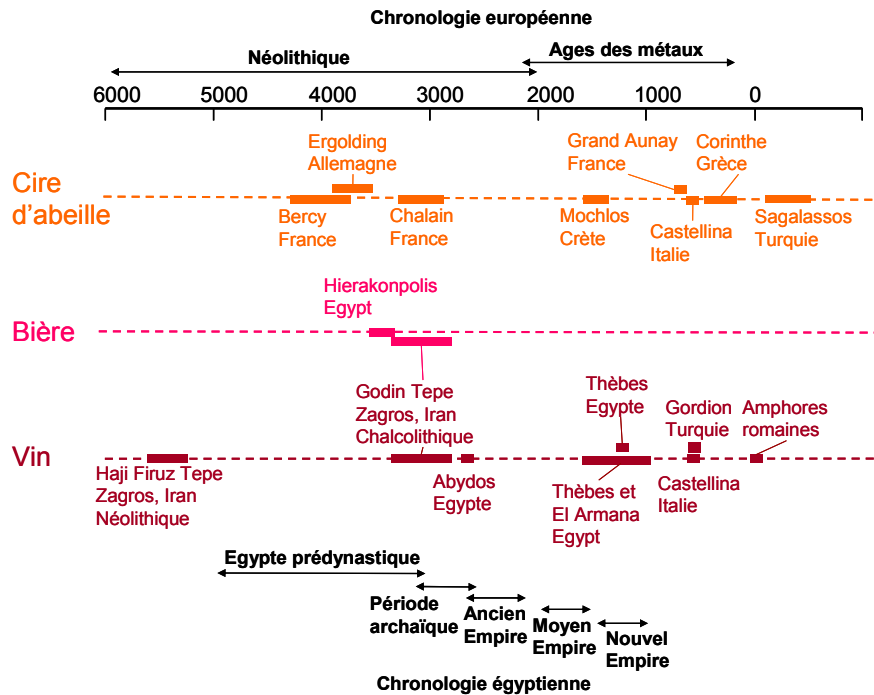 Chronologie européenne
Néolithique
Ages des métaux
6000 5000 4000 3000 2000 1000 0
Cire
d'abeille
Ergolding
Allemagne
Grand Aunay
France
Corinthe
Grèce
Bercy
France
Chalain
France
Mochlos
Crète
Castellina
Italie
Sagalassos
Turquie
Hierakonpolis
Egypt
Bière
Godin Tepe
Zagros, Iran
Chalcolithique
Thèbes
Egypte
Gordion
Turquie
Amphores
romaines
Vin
Haji Firuz Tepe
Zagros, Iran
Néolithique
Abydos
Egypte
Thèbes et
El Armana
Egypt
Castellina
Italie
Egypte prédynastique
Période
archaïque
Ancien
Empire
Moyen
Empire
Nouvel
Empire
Chronologie égyptienne